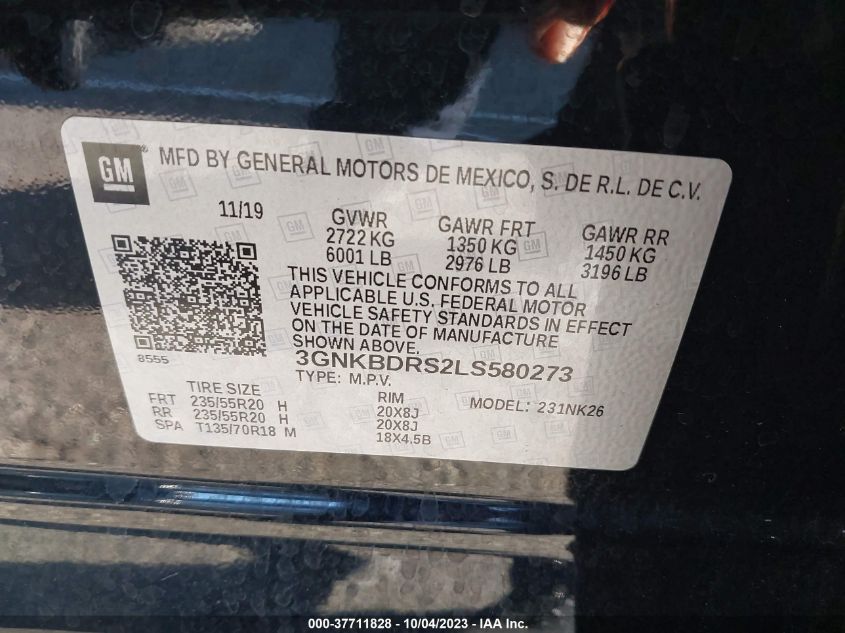 GM ® MFD BY GENERAL MOTORS DE MEXICO, S. DE R.L. DE C.V.
11/19 GVWR GAWR FRT GAWR RR
2722 KG 1350 KG 1450 KG
6001 LB 2976 LB 3196 LB
THIS VEHICLE CONFORMS TO ALL
APPLICABLE U.S. FEDERAL MOTOR
VEHICLE SAFETY STANDARDS IN EFFECT
ON THE DATE OF MANUFACTURE
SHOWN ABOVE.
8555
3GNKBDRS2LS580273
TYPE: M.P.V. MODEL: 231NK26
TIRE SIZE RIM
FRT 235/55R20 H 20X8J
RR 235/55R20 H 20X8J
SPA T135/70R18 M 18X4.5B
000-37711828 - 10/04/2023 - IAA Inc.